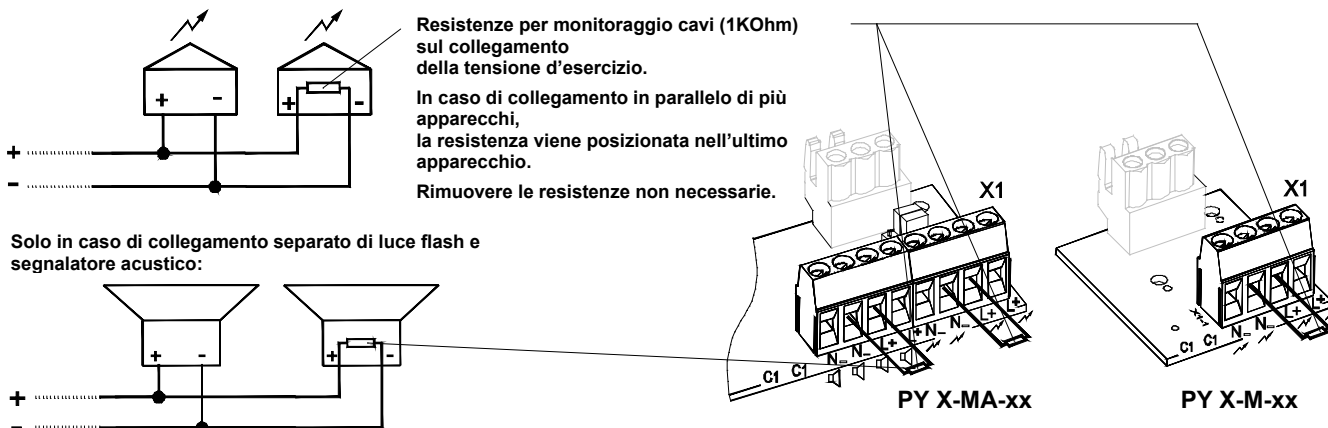 Resistenze per monitoraggio cavi (1KOhm)
sul collegamento
della tensione d'esercizio.
In caso di collegamento in parallelo di più
apparecchi,
la resistenza viene posizionata nell'ultimo
apparecchio.
Rimuovere le resistenze non necessarie.
+ -
+ -
+
-
Solo in caso di collegamento separato di luce flash e
segnalatore acustico:
+ -
+ -
+
-
X1
C1 C1 N- N- L+ L+ N- N- L+ L+
PY X-MA-xx
X1
X1-1
C1 C1 N- N- L+ L+
PY X-M-xx